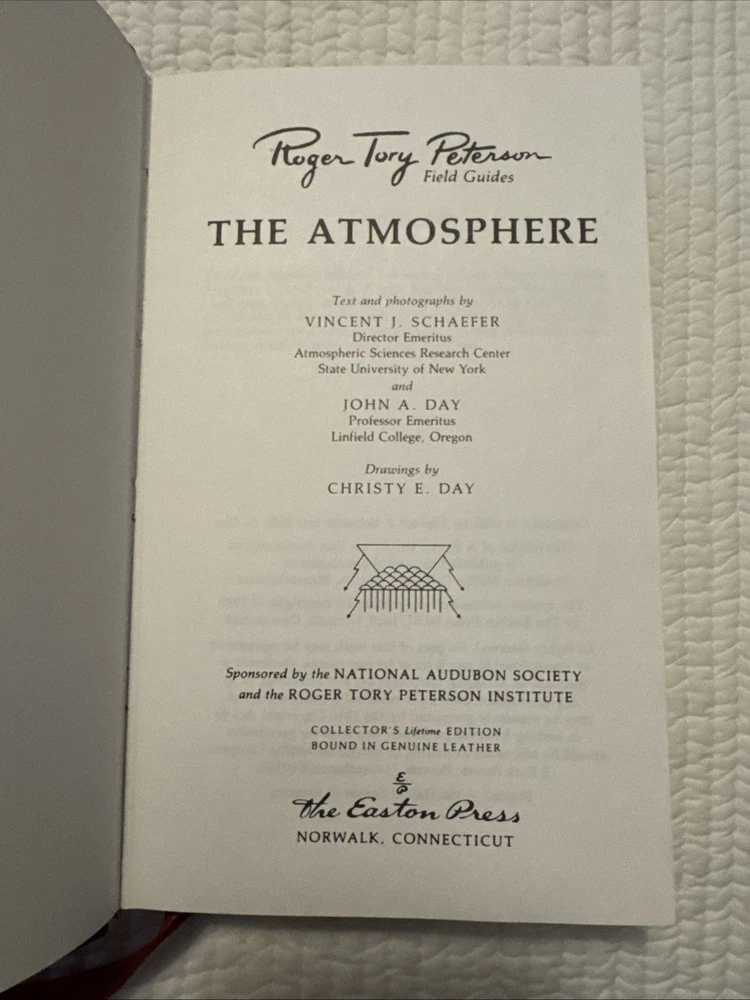 Roger Tory Peterson
Field Guides
THE ATMOSPHERE
Text and photographs by
VINCENT J. SCHAEFER
Director Emeritus
Atmospheric Sciences Research Center
State University of New York
and
JOHN A. DAY
Professor Emeritus
Linfield College, Oregon
Drawings by
CHRISTY E. DAY
Sponsored by the NATIONAL AUDUBON SOCIETY
and the ROGER TORY PETERSON INSTITUTE
COLLECTOR'S Lifetime EDITION
BOUND IN GENUINE LEATHER
The Easton Press
NORWALK, CONNECTICUT